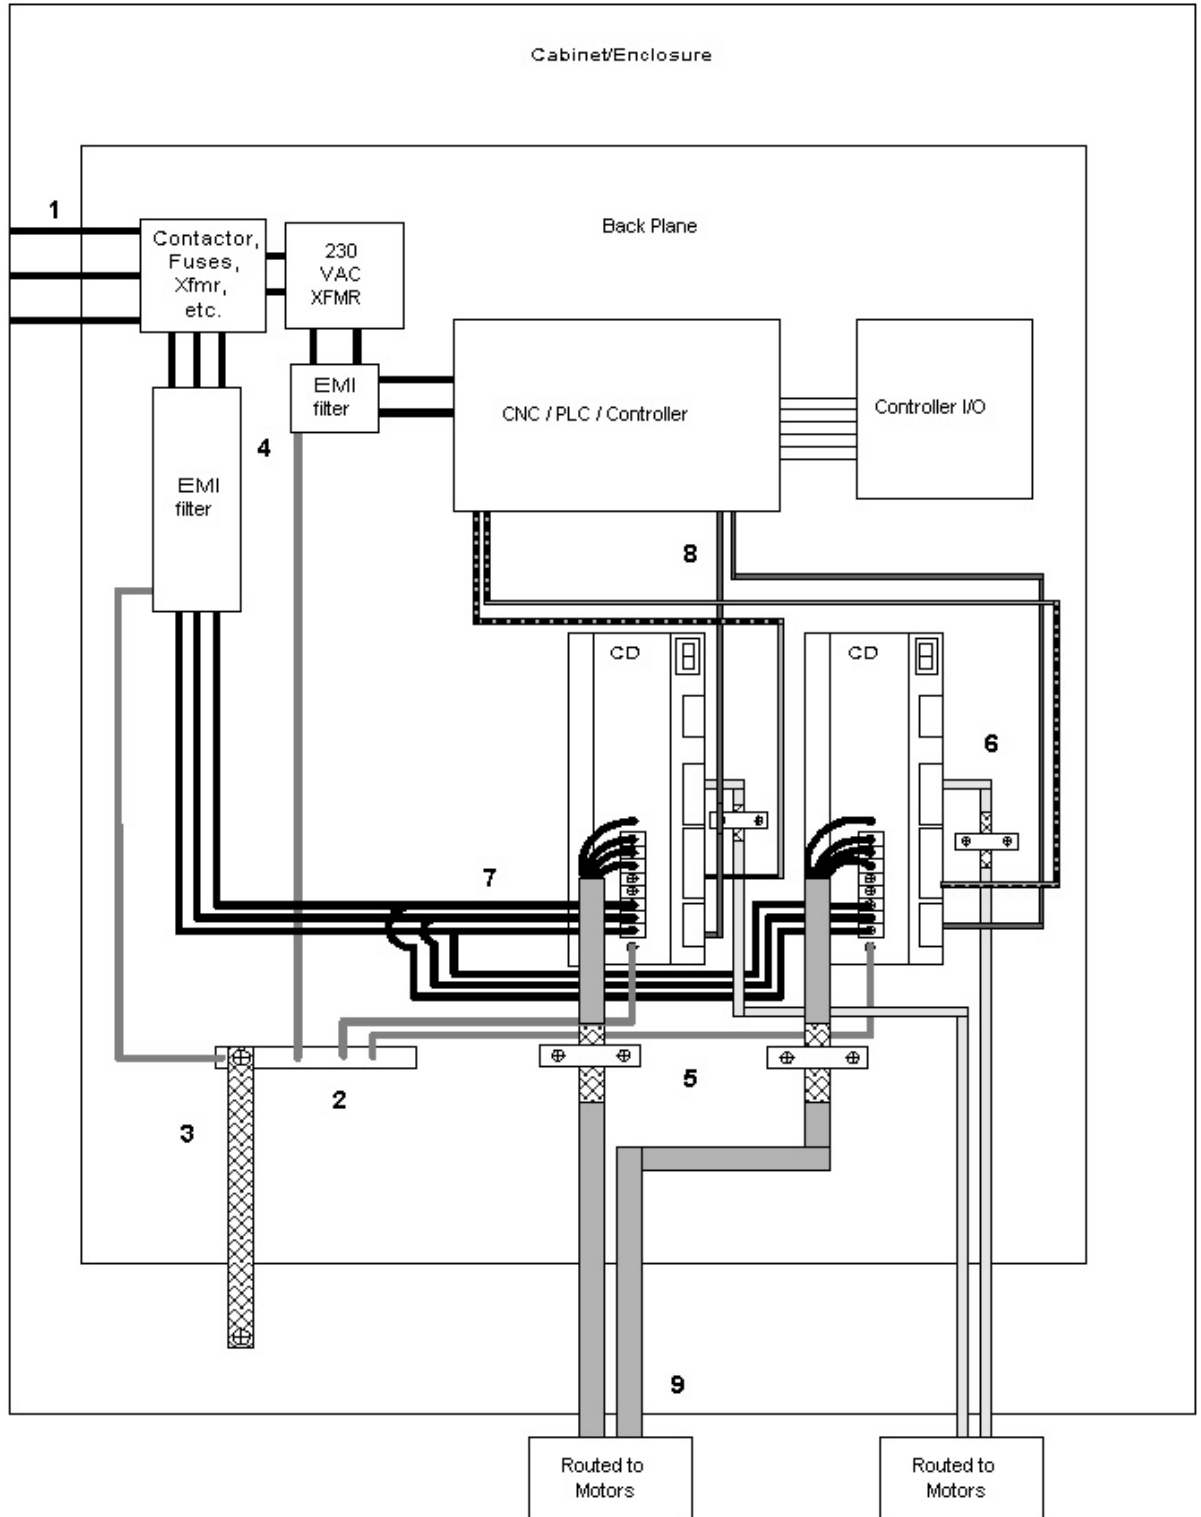 Cabinet/Enclosure
1
Back Plane
Contactor,
Fuses,
Xfmr,
etc.
230
VAC
XFMR
EMI
filter
CNC / PLC / Controller
Controller I/O
4
EMI
filter
8
CD
CD
6
7
5
2
3
9
Routed to
Motors
Routed to
Motors